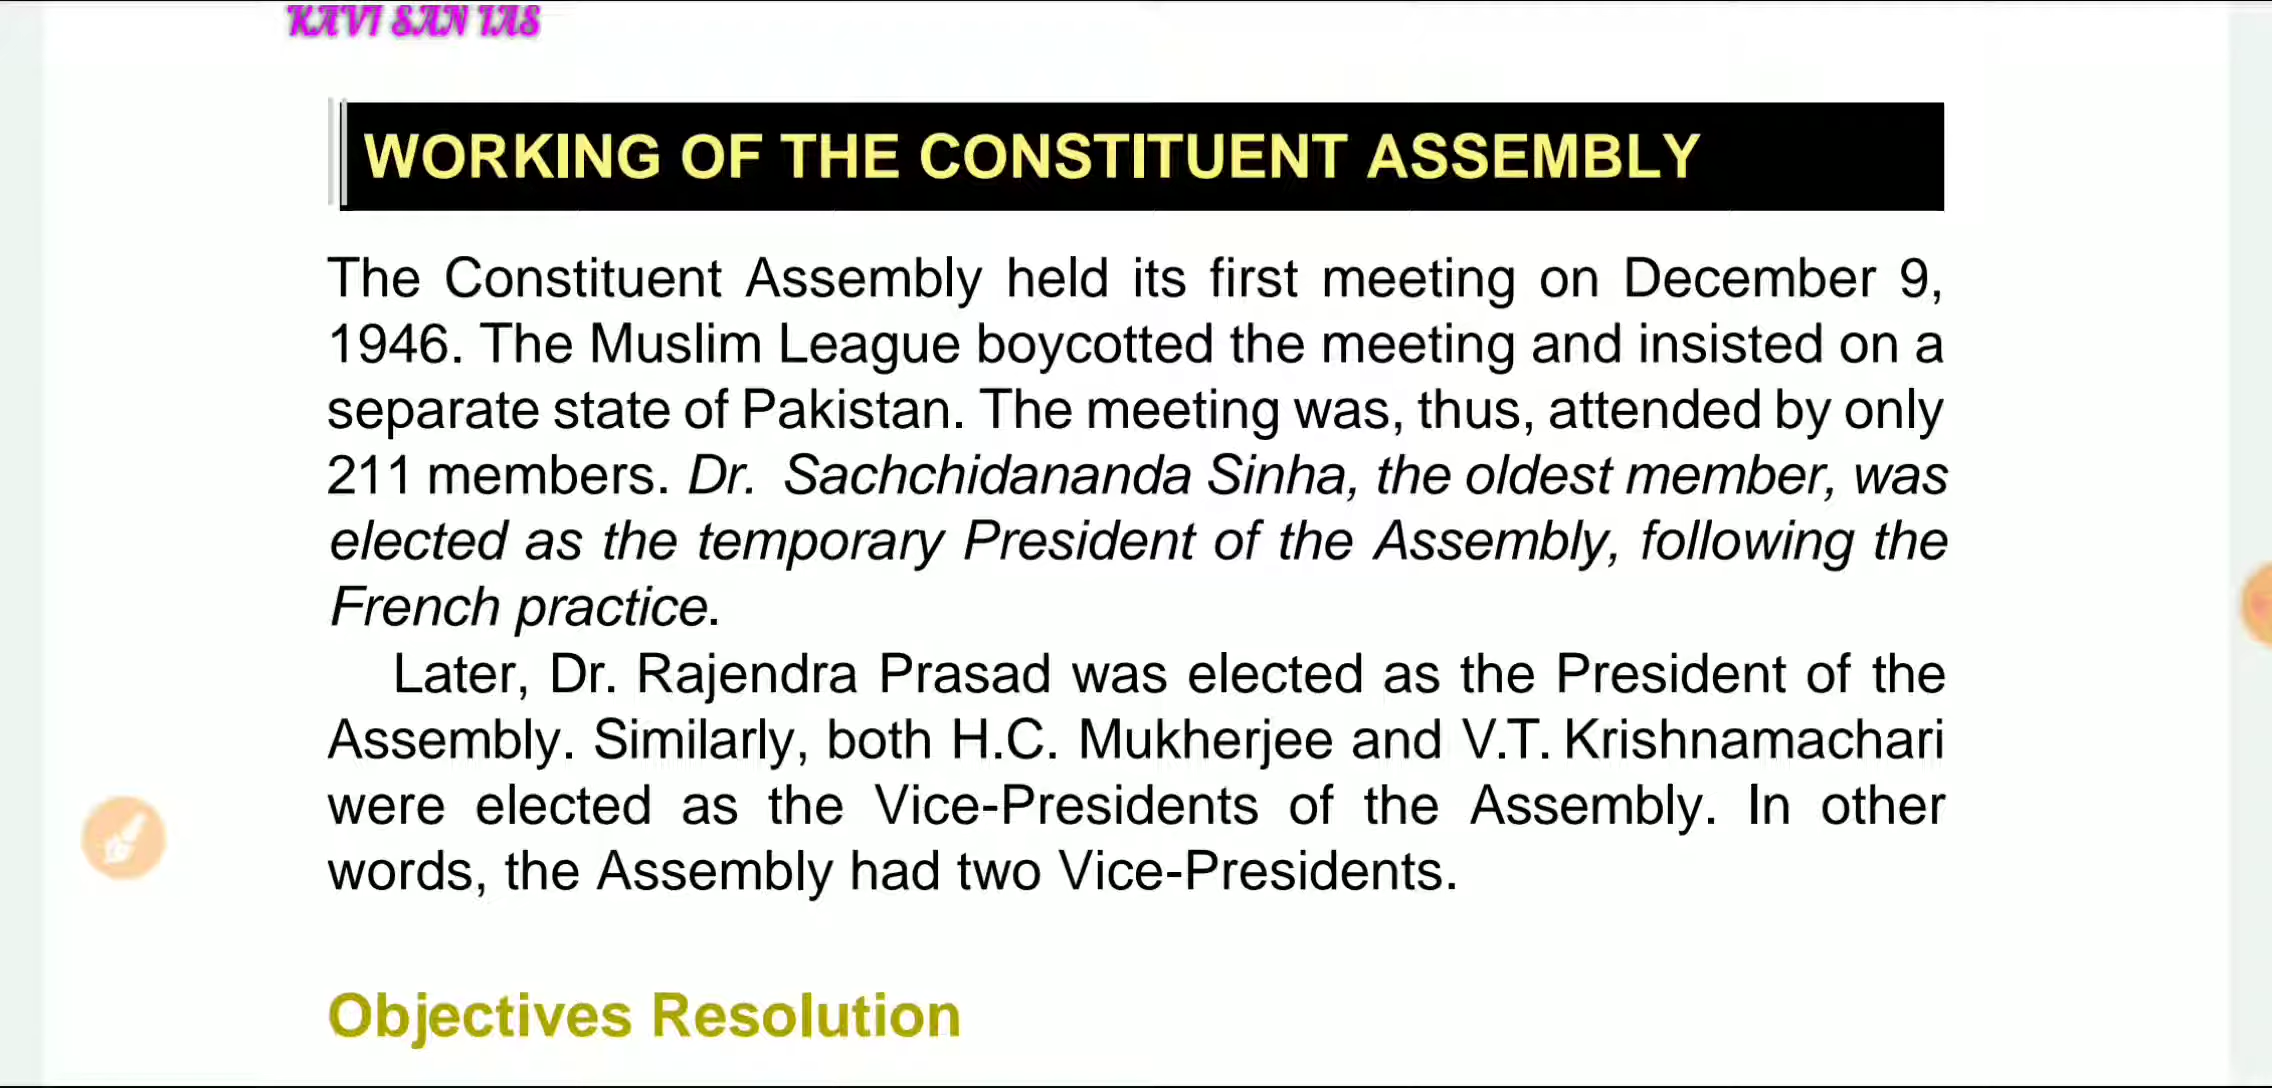 KAVI SAN IAS
WORKING OF THE CONSTITUENT ASSEMBLY
The Constituent Assembly held its first meeting on December 9,
1946. The Muslim League boycotted the meeting and insisted on a
separate state of Pakistan. The meeting was, thus, attended by only
211 members. Dr. Sachchidananda Sinha, the oldest member, was
elected as the temporary President of the Assembly, following the
French practice.
Later, Dr. Rajendra Prasad was elected as the President of the
Assembly. Similarly, both H.C. Mukherjee and V.T. Krishnamachari
were elected as the Vice-Presidents of the Assembly. In other
words, the Assembly had two Vice-Presidents.
Objectives Resolution